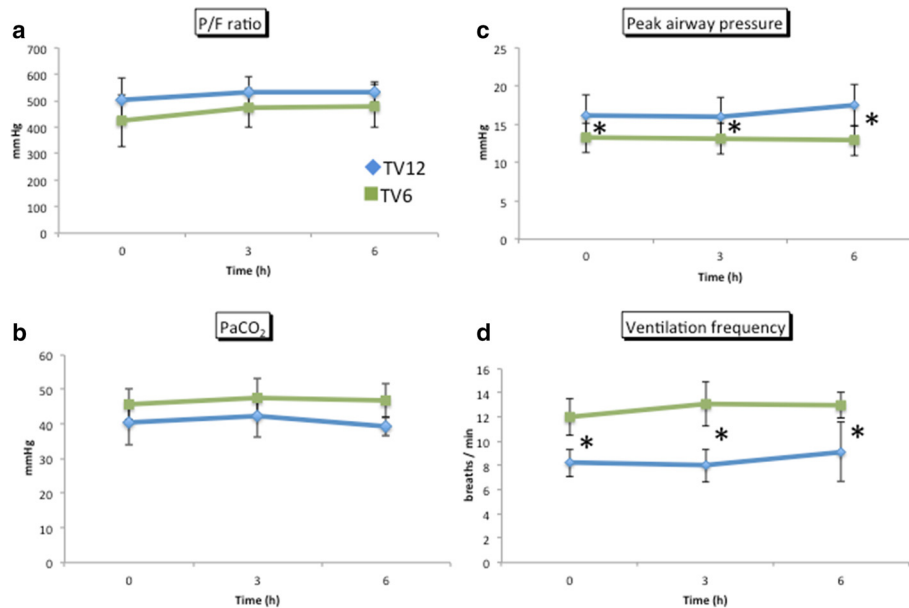 a
P/F ratio
700
600
500
400
300
200
100
0
mmHg
0 3 6
Time (h)
TV12
TV6
c
Peak airway pressure
25
20
15
10
5
0
mmHg
* * *
0 3 6
Time (h)
b
PaCO₂
60
50
40
30
20
10
0
mmHg
0 3 6
Time (h)
d
Ventilation frequency
16
14
12
10
8
6
4
2
0
breaths / min
* * *
0 3 6
Time (h)